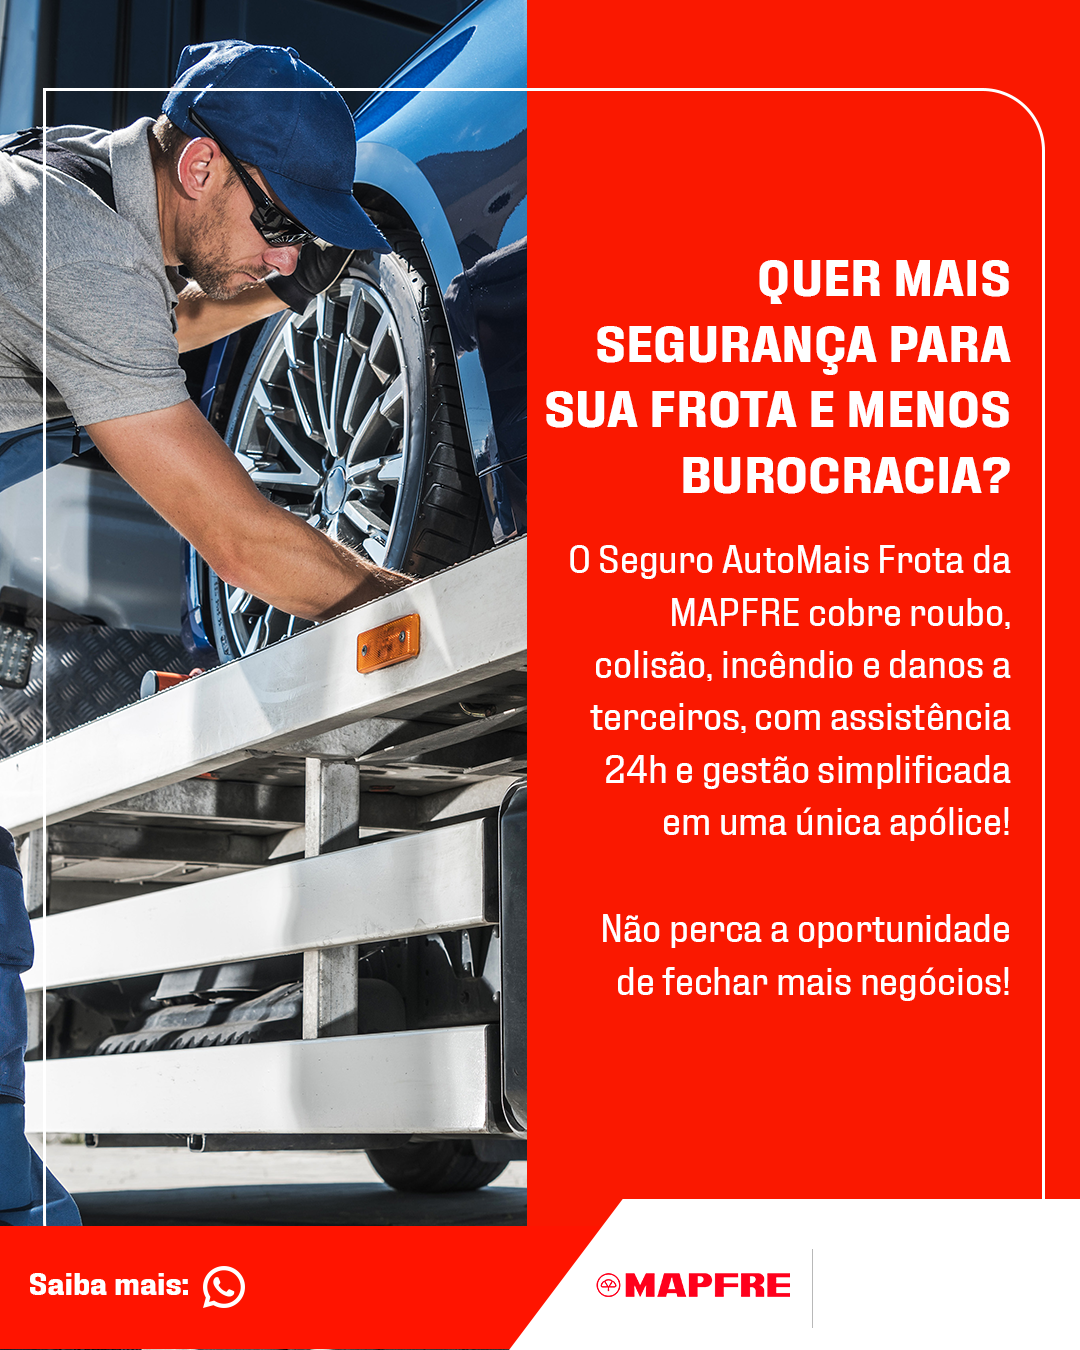 QUER MAIS
SEGURANÇA PARA
SUA FROTA E MENOS
BUROCRACIA?
O Seguro AutoMais Frota da
MAPFRE cobre roubo,
colisão, incêndio e danos a
terceiros, com assistência
24h e gestão simplificada
em uma única apólice!
Não perca a oportunidade
de fechar mais negócios!
Saiba mais:
MAPFRE